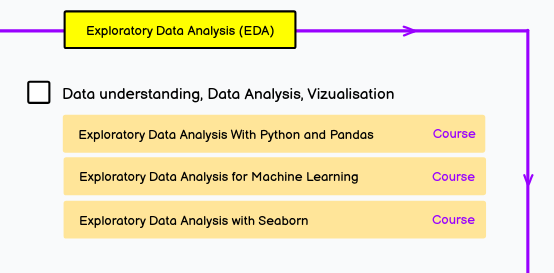 Exploratory Data Analysis (EDA)
Data understanding, Data Analysis, Vizualisation
Exploratory Data Analysis With Python and Pandas Course
Exploratory Data Analysis for Machine Learning Course
Exploratory Data Analysis with Seaborn Course